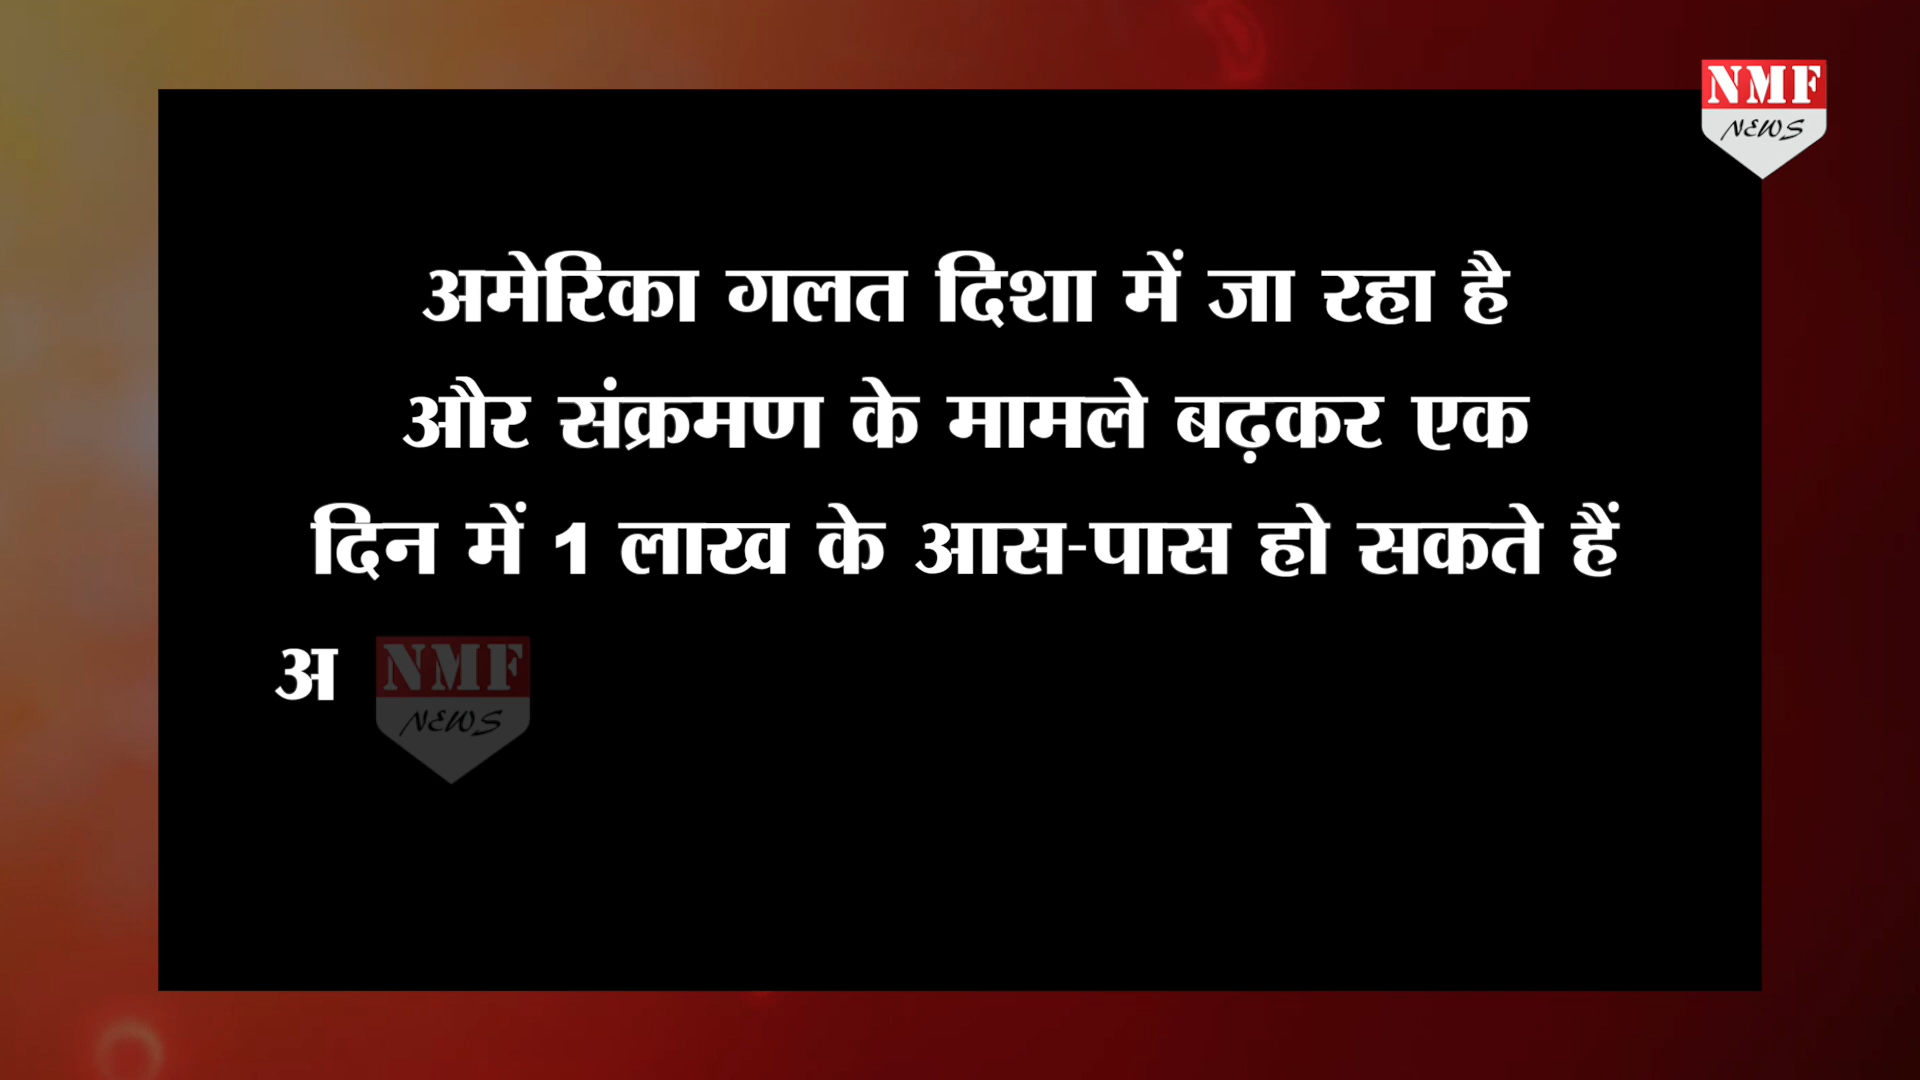 NMF
NEWS
अमेरिका गलत दिशा में जा रहा है
और संक्रमण के मामले बढ़कर एक
दिन में 1 लाख के आस-पास हो सकते हैं
अ
NMF
NEWS